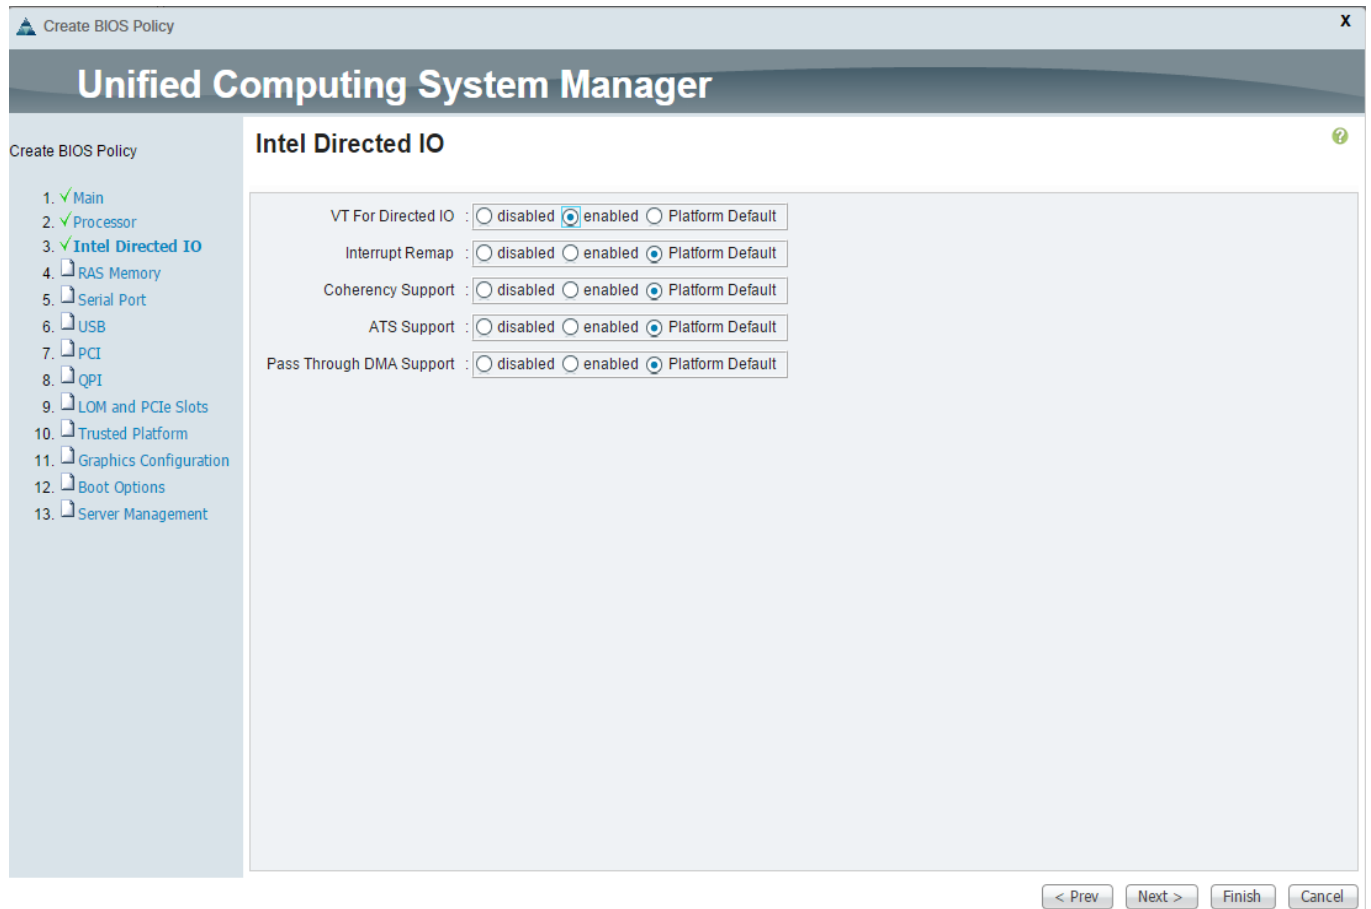 Create BIOS Policy
X
Unified Computing System Manager
Create BIOS Policy
1. Main
2. Processor
3. Intel Directed IO
4. RAS Memory
5. Serial Port
6. USB
7. PCI
8. QPI
9. LOM and PCIe Slots
10. Trusted Platform
11. Graphics Configuration
12. Boot Options
13. Server Management
Intel Directed IO
?
VT For Directed IO : disabled enabled Platform Default
Interrupt Remap : disabled enabled Platform Default
Coherency Support : disabled enabled Platform Default
ATS Support : disabled enabled Platform Default
Pass Through DMA Support : disabled enabled Platform Default
< Prev Next > Finish Cancel